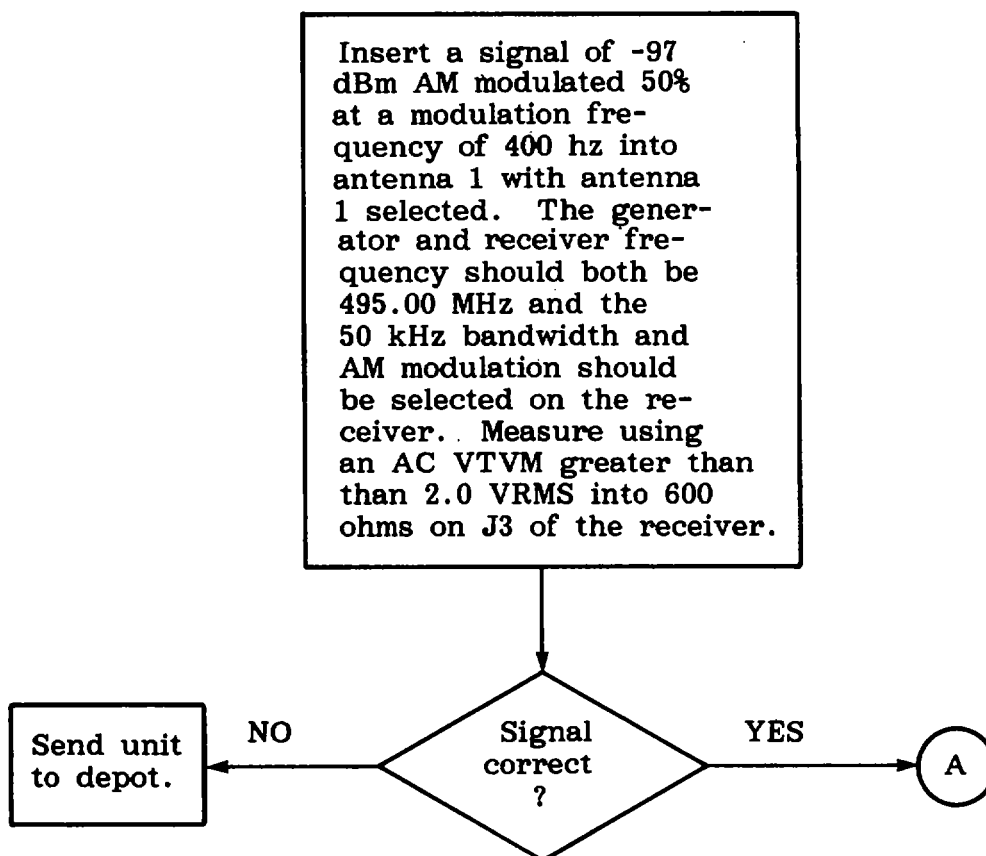 Insert a signal of -97
dBm AM modulated 50%
at a modulation fre-
quency of 400 hz into
antenna 1 with antenna
1 selected. The gener-
ator and receiver fre-
quency should both be
495.00 MHz and the
50 kHz bandwidth and
AM modulation should
be selected on the re-
ceiver. Measure using
an AC VTVM greater than
than 2.0 VRMS into 600
ohms on J3 of the receiver.
Send unit
to depot.
NO
Signal
correct
?
YES
A